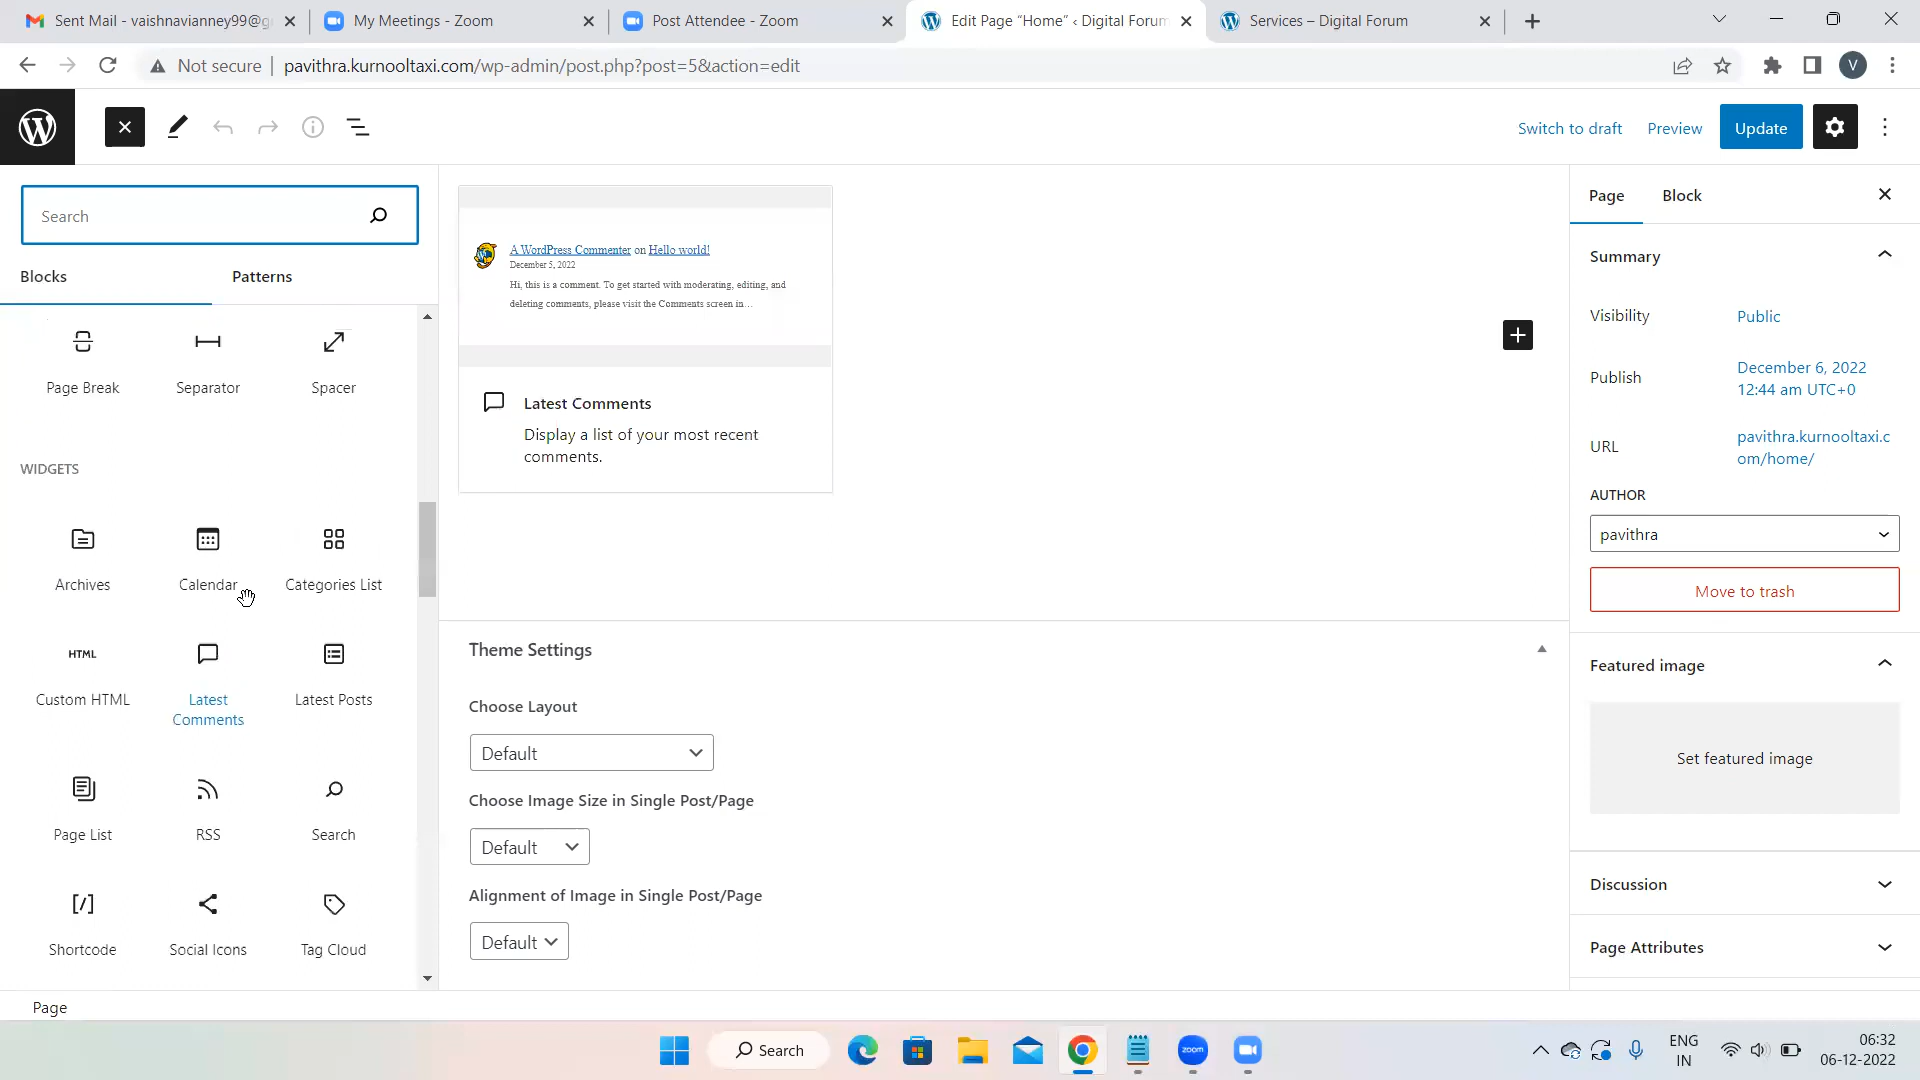 Sent Mail - vaishnavianney99@g
My Meetings - Zoom
Post Attendee - Zoom
Edit Page “Home” ‹ Digital Forum
Services – Digital Forum
Not secure
pavithra.kurnooltaxi.com/wp-admin/post.php?post=5&action=edit
V
Switch to draft
Preview
Update
Search
Blocks
Patterns
Page Break
Separator
Spacer
WIDGETS
Archives
Calendar
Categories List
HTML
Custom HTML
Latest
Comments
Latest Posts
Page List
RSS
Search
Shortcode
Social Icons
Tag Cloud
A WordPress Commenter on Hello world!
December 5, 2022
Hi, this is a comment. To get started with moderating, editing, and
deleting comments, please visit the Comments screen in…
Latest Comments
Display a list of your most recent
comments.
Theme Settings
Choose Layout
Default
Choose Image Size in Single Post/Page
Default
Alignment of Image in Single Post/Page
Default
Page
Block
Summary
Visibility
Public
Publish
December 6, 2022
12:44 am UTC+0
URL
pavithra.kurnooltaxi.c
om/home/
AUTHOR
pavithra
Move to trash
Featured image
Set featured image
Discussion
Page Attributes
Page
Search
zoom
ENG
IN
06:32
06-12-2022